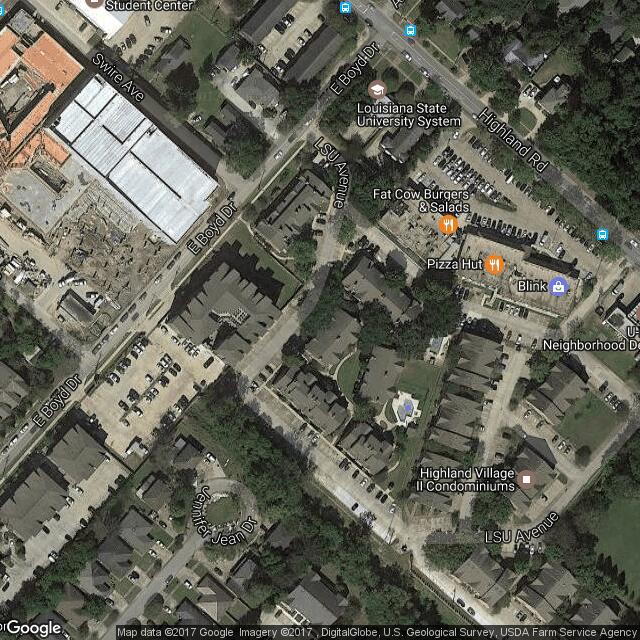 Student Center
Swire Ave
E Boyd Dr
Louisiana State
University System
Highland Rd
LSU Avenue
Fat Cow Burgers
& Salads
E Boyd Dr
Pizza Hut
Blink
Neighborhood De
E Boyd Dr
Highland Village
II Condominiums
Jennifer Jean Dr
LSU Avenue
Google
Map data ©2017 Google Imagery ©2017 , DigitalGlobe, U.S. Geological Survey, USDA Farm Service Agency